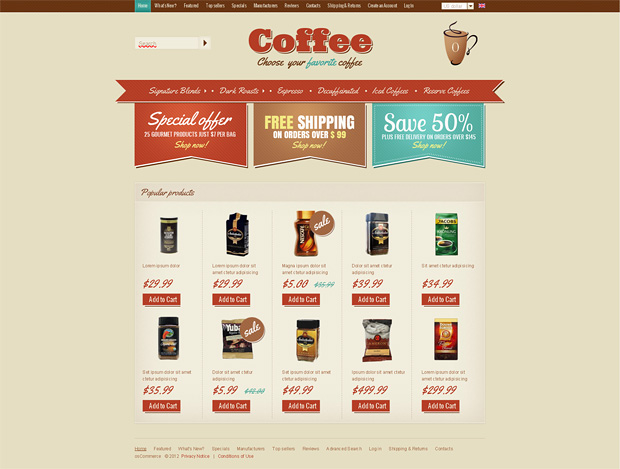 Home What's New? Featured Top sellers Specials Manufacturers Reviews Contacts Shipping & Returns Create an Account Log In
Search
Coffee
Choose your favorite coffee
0
Signature Blends Dark Roasts Espresso Decaffeinated Iced Coffees Reserve Coffees
Special offer
25 GOURMET PRODUCTS JUST $7 PER BAG
Shop now!
FREE SHIPPING
ON ORDERS OVER $ 99
Shop now!
Save 50%
PLUS FREE DELIVERY ON ORDERS OVER $145
Shop now!
Popular products
sale
NESCAFE
JACOBS
Lorem ipsum dolor
Lorem ipsum dolor sit amet ctetur adipisicing
Magna ipsum dolor sit amet ctetur adipisicing
Dolor sit amet ctetur adipisicing
Sit amet ctetur adipisicing
$29.99 $29.99 $5.00 $35.99 $39.99 $34.99
Add to Cart Add to Cart Add to Cart Add to Cart Add to Cart
Yuban
sale
Set ipsum dolor sit amet ctetur adipisicing
Dolor sit amet ctetur adipisicing
Sed ipsum dolor sit amet ctetur adipisicing
Lorem ipsum dolor sit amet ctetur adipisicing
Set ipsum dolor sit amet ctetur adipisicing
$35.99 $5.99 $42.00 $49.99 $499.99 $299.99
Add to Cart Add to Cart Add to Cart Add to Cart Add to Cart
Home Featured What's New? Specials Manufacturers Top sellers Reviews Advanced Search Log in Shipping & Returns Contacts
osCommerce © 2012 Privacy Notice | Conditions of Use